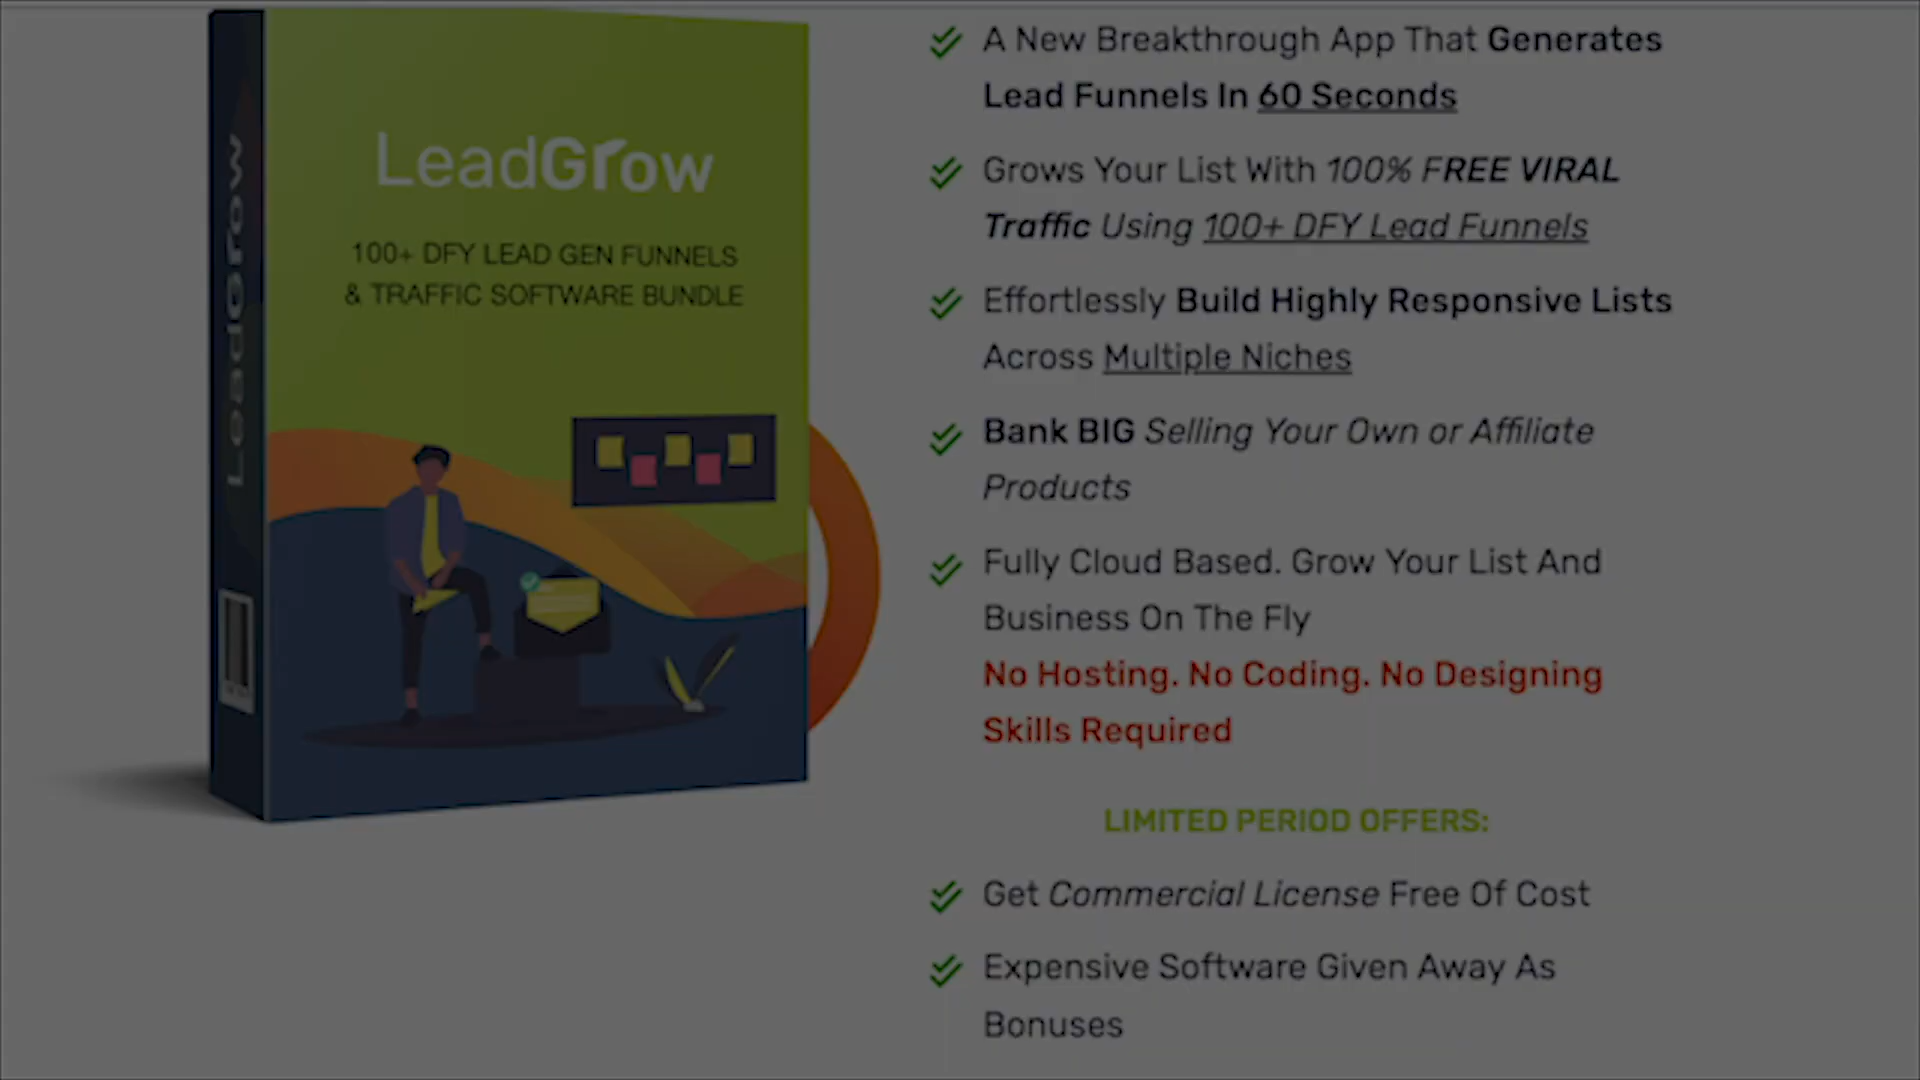 LeadGrow
LeadGrow
100+ DFY LEAD GEN FUNNELS
& TRAFFIC SOFTWARE BUNDLE
A New Breakthrough App That Generates
Lead Funnels In 60 Seconds
Grows Your List With 100% FREE VIRAL
Traffic Using 100+ DFY Lead Funnels
Effortlessly Build Highly Responsive Lists
Across Multiple Niches
Bank BIG Selling Your Own or Affiliate
Products
Fully Cloud Based. Grow Your List And
Business On The Fly
No Hosting. No Coding. No Designing
Skills Required
LIMITED PERIOD OFFERS:
Get Commercial License Free Of Cost
Expensive Software Given Away As
Bonuses